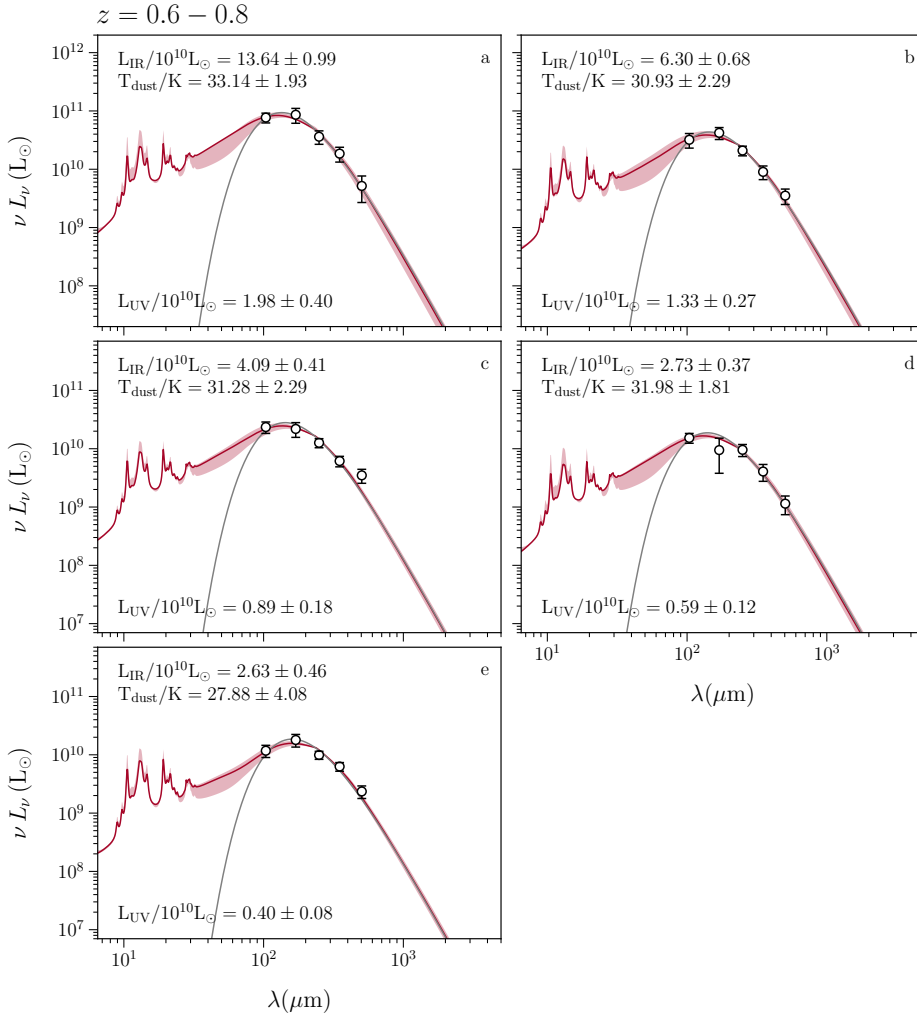 z = 0.6 − 0.8
L_IR/10^10 L_⊙ = 13.64 ± 0.99
T_dust/K = 33.14 ± 1.93
a
L_UV/10^10 L_⊙ = 1.98 ± 0.40
10^12
10^11
10^10
10^9
10^8
ν L_ν (L_⊙)
L_IR/10^10 L_⊙ = 6.30 ± 0.68
T_dust/K = 30.93 ± 2.29
b
L_UV/10^10 L_⊙ = 1.33 ± 0.27
L_IR/10^10 L_⊙ = 4.09 ± 0.41
T_dust/K = 31.28 ± 2.29
c
L_UV/10^10 L_⊙ = 0.89 ± 0.18
10^11
10^10
10^9
10^8
10^7
ν L_ν (L_⊙)
L_IR/10^10 L_⊙ = 2.73 ± 0.37
T_dust/K = 31.98 ± 1.81
d
L_UV/10^10 L_⊙ = 0.59 ± 0.12
10^1 10^2 10^3
λ(μm)
L_IR/10^10 L_⊙ = 2.63 ± 0.46
T_dust/K = 27.88 ± 4.08
e
L_UV/10^10 L_⊙ = 0.40 ± 0.08
10^11
10^10
10^9
10^8
10^7
ν L_ν (L_⊙)
10^1 10^2 10^3
λ(μm)